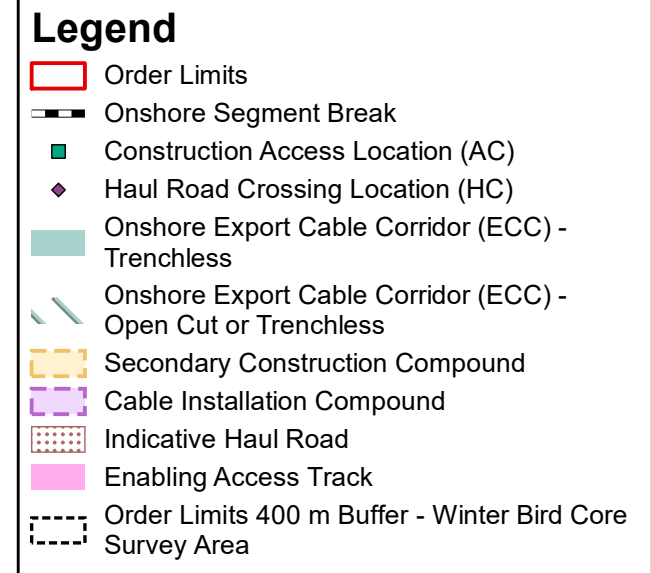 Legend
Order Limits
Onshore Segment Break
Construction Access Location (AC)
Haul Road Crossing Location (HC)
Onshore Export Cable Corridor (ECC) -
Trenchless
Onshore Export Cable Corridor (ECC) -
Open Cut or Trenchless
Secondary Construction Compound
Cable Installation Compound
Indicative Haul Road
Enabling Access Track
Order Limits 400 m Buffer - Winter Bird Core
Survey Area